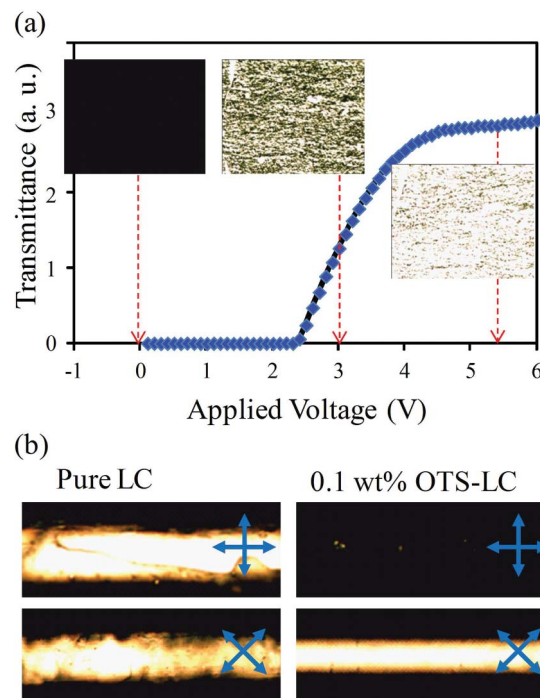 (a)
Transmittance (a. u.)
3
2
1
0
-1 0 1 2 3 4 5 6
Applied Voltage (V)
(b)
Pure LC 0.1 wt% OTS-LC